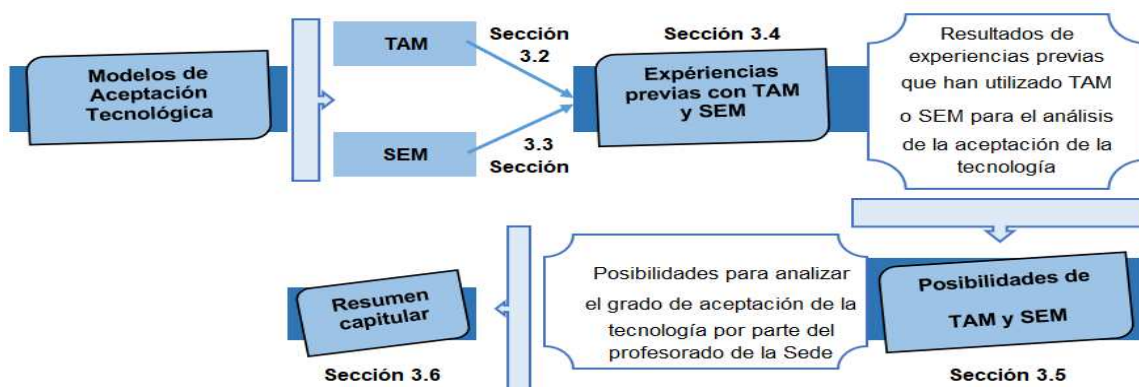 Modelos de
Aceptación
Tecnológica
TAM
SEM
Sección
3.2
3.3
Sección
Sección 3.4
Expériencias
previas con TAM
y SEM
Resultados de
experiencias previas
que han utilizado TAM
o SEM para el análisis
de la aceptación de la
tecnología
Posibilidades de
TAM y SEM
Sección 3.5
Posibilidades para analizar
el grado de aceptación de la
tecnología por parte del
profesorado de la Sede
Resumen
capitular
Sección 3.6